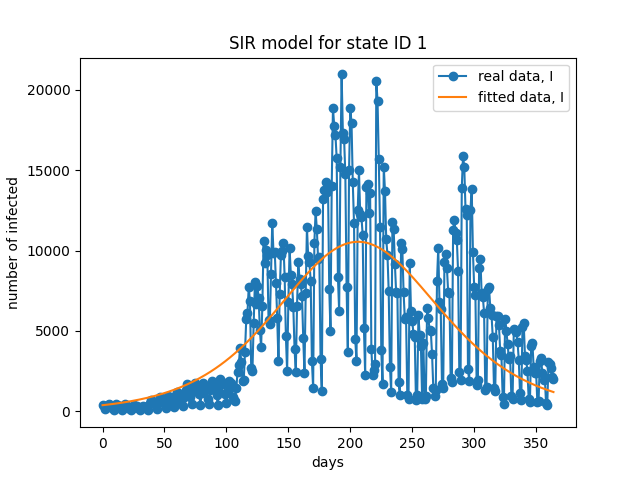 SIR model for state ID 1
real data, I
fitted data, I
number of infected
20000
15000
10000
5000
0
0 50 100 150 200 250 300 350
days